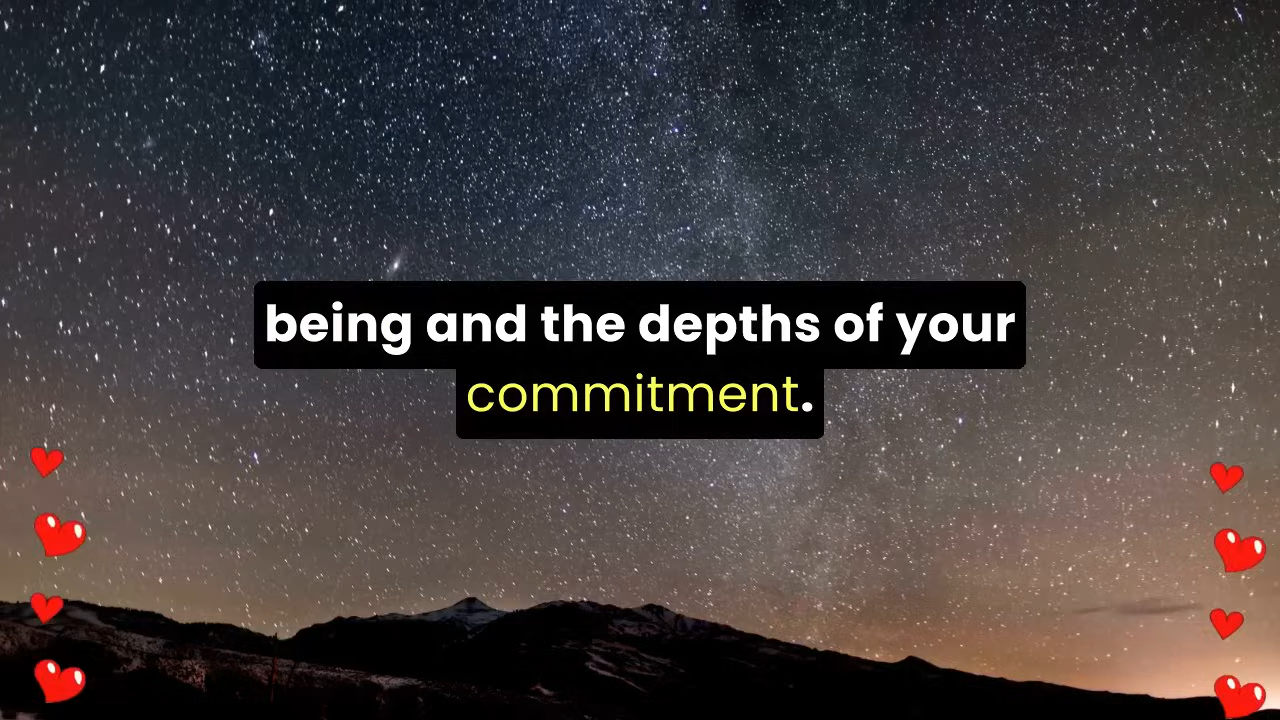 being and the depths of your
commitment.